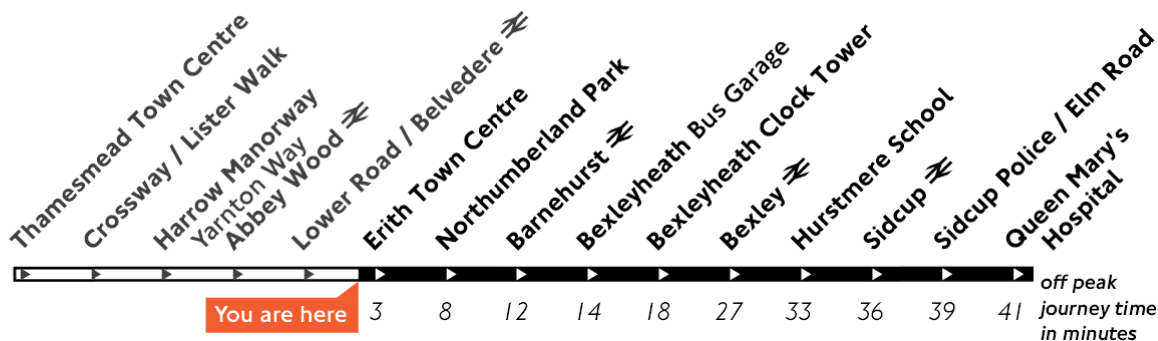 Thamesmead Town Centre
Crossway / Lister Walk
Harrow Manorway
Yarnton Way
Abbey Wood
Lower Road / Belvedere
Erith Town Centre
Northumberland Park
Barnehurst
Bexleyheath Bus Garage
Bexleyheath Clock Tower
Bexley
Hurstmere School
Sidcup
Sidcup Police / Elm Road
Queen Mary's
Hospital
You are here
3 8 12 14 18 27 33 36 39 41
off peak
journey time
in minutes